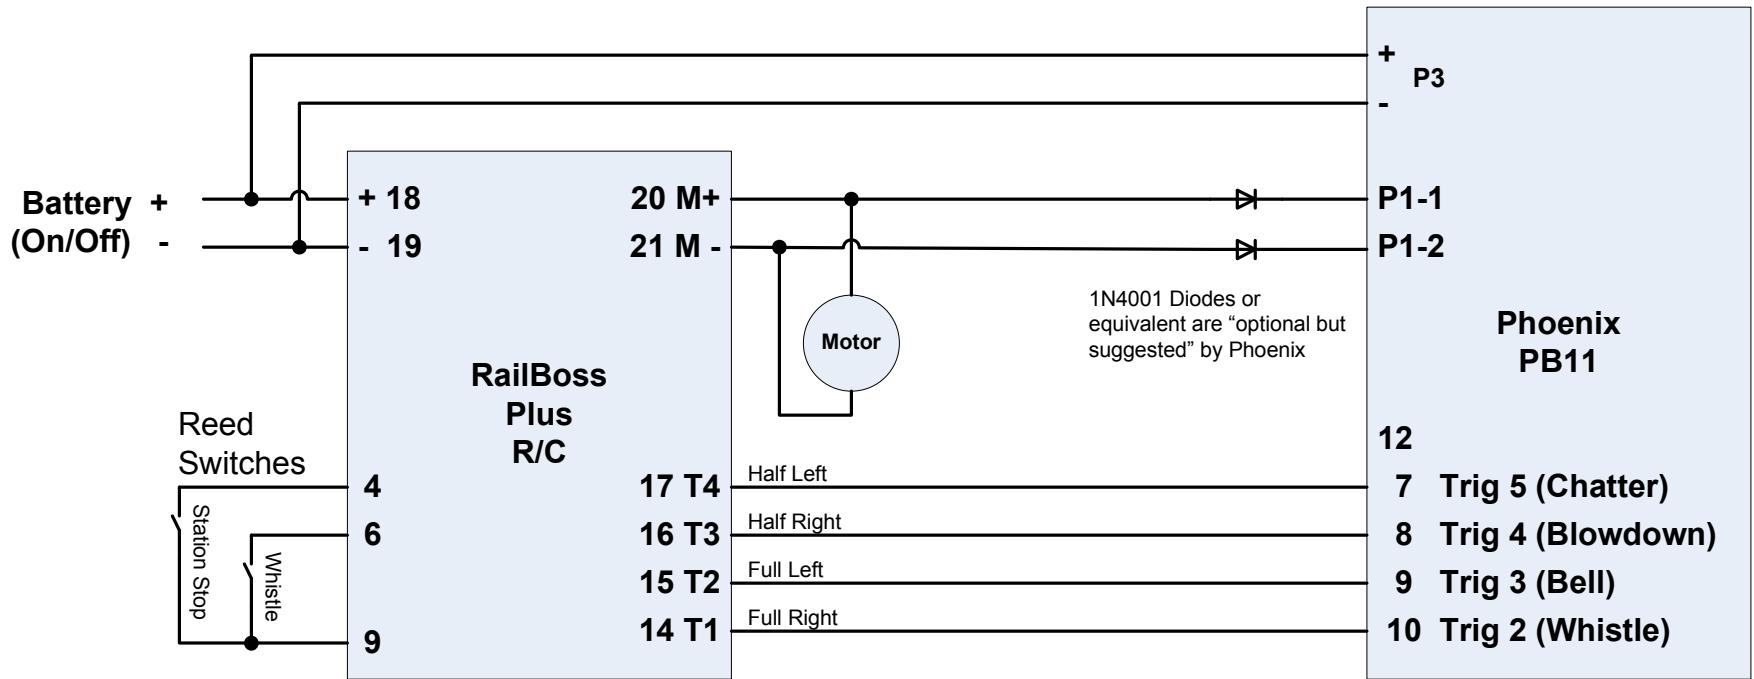 +
P3
-
Battery +
(On/Off) -
+ 18
- 19
20 M+
21 M -
P1-1
P1-2
Motor
1N4001 Diodes or
equivalent are “optional but
suggested” by Phoenix
Phoenix
PB11
RailBoss
Plus
R/C
Reed
Switches
Station Stop
Whistle
4
6
9
17 T4
16 T3
15 T2
14 T1
Half Left
Half Right
Full Left
Full Right
12
7 Trig 5 (Chatter)
8 Trig 4 (Blowdown)
9 Trig 3 (Bell)
10 Trig 2 (Whistle)